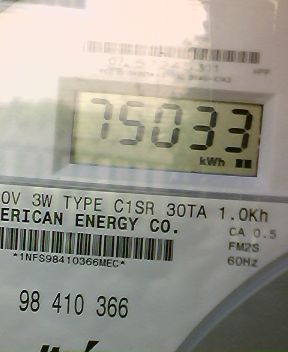 75033
kWh
0V 3W TYPE C1SR 30TA 1.0Kh
ERICAN ENERGY CO.
CA 0.5
FM2S
60Hz
*1NFS98410366MEC*
98 410 366